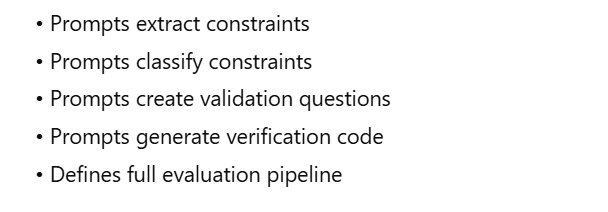 • Prompts extract constraints
• Prompts classify constraints
• Prompts create validation questions
• Prompts generate verification code
• Defines full evaluation pipeline